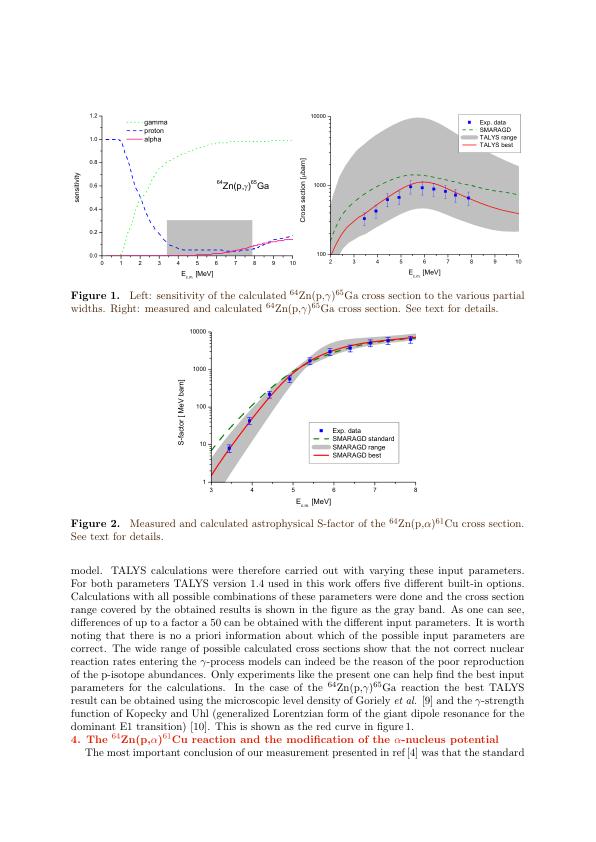 1.2
1.0
0.8
0.6
0.4
0.2
0.0
sensitivity
gamma
proton
alpha
64Zn(p,γ)65Ga
0 1 2 3 4 5 6 7 8 9 10
Ec.m. [MeV]
10000
1000
100
Cross section [μbarn]
Exp. data
SMARAGD
TALYS range
TALYS best
2 3 4 5 6 7 8 9 10
Ec.m. [MeV]
Figure 1. Left: sensitivity of the calculated 64Zn(p,γ)65Ga cross section to the various partial
widths. Right: measured and calculated 64Zn(p,γ)65Ga cross section. See text for details.
10000
1000
100
10
1
S-factor [ MeV barn]
Exp. data
SMARAGD standard
SMARAGD range
SMARAGD best
3 4 5 6 7 8
Ec.m. [MeV]
Figure 2. Measured and calculated astrophysical S-factor of the 64Zn(p,α)61Cu cross section.
See text for details.
model. TALYS calculations were therefore carried out with varying these input parameters.
For both parameters TALYS version 1.4 used in this work offers five different built-in options.
Calculations with all possible combinations of these parameters were done and the cross section
range covered by the obtained results is shown in the figure as the gray band. As one can see,
differences of up to a factor a 50 can be obtained with the different input parameters. It is worth
noting that there is no a priori information about which of the possible input parameters are
correct. The wide range of possible calculated cross sections show that the not correct nuclear
reaction rates entering the γ-process models can indeed be the reason of the poor reproduction
of the p-isotope abundances. Only experiments like the present one can help find the best input
parameters for the calculations. In the case of the 64Zn(p,γ)65Ga reaction the best TALYS
result can be obtained using the microscopic level density of Goriely et al. [9] and the γ-strength
function of Kopecky and Uhl (generalized Lorentzian form of the giant dipole resonance for the
dominant E1 transition) [10]. This is shown as the red curve in figure 1.
4. The 64Zn(p,α)61Cu reaction and the modification of the α-nucleus potential
The most important conclusion of our measurement presented in ref [4] was that the standard